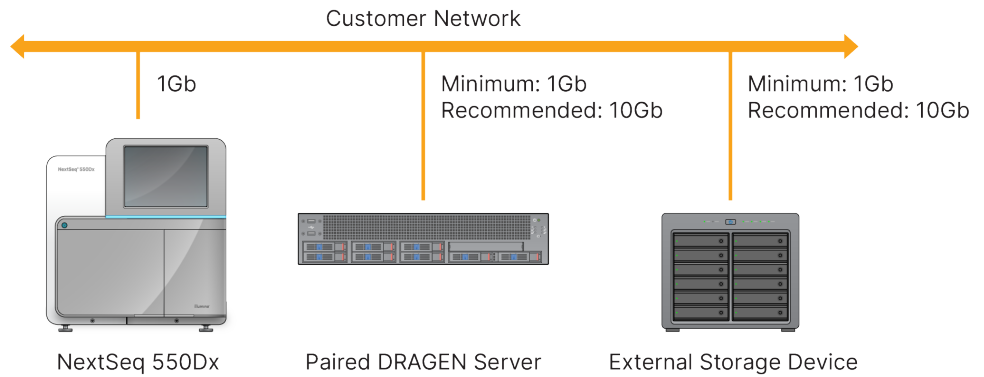 Customer Network
1Gb
Minimum: 1Gb
Recommended: 10Gb
Minimum: 1Gb
Recommended: 10Gb
NextSeq 550Dx
NextSeq 550Dx
Paired DRAGEN Server
External Storage Device